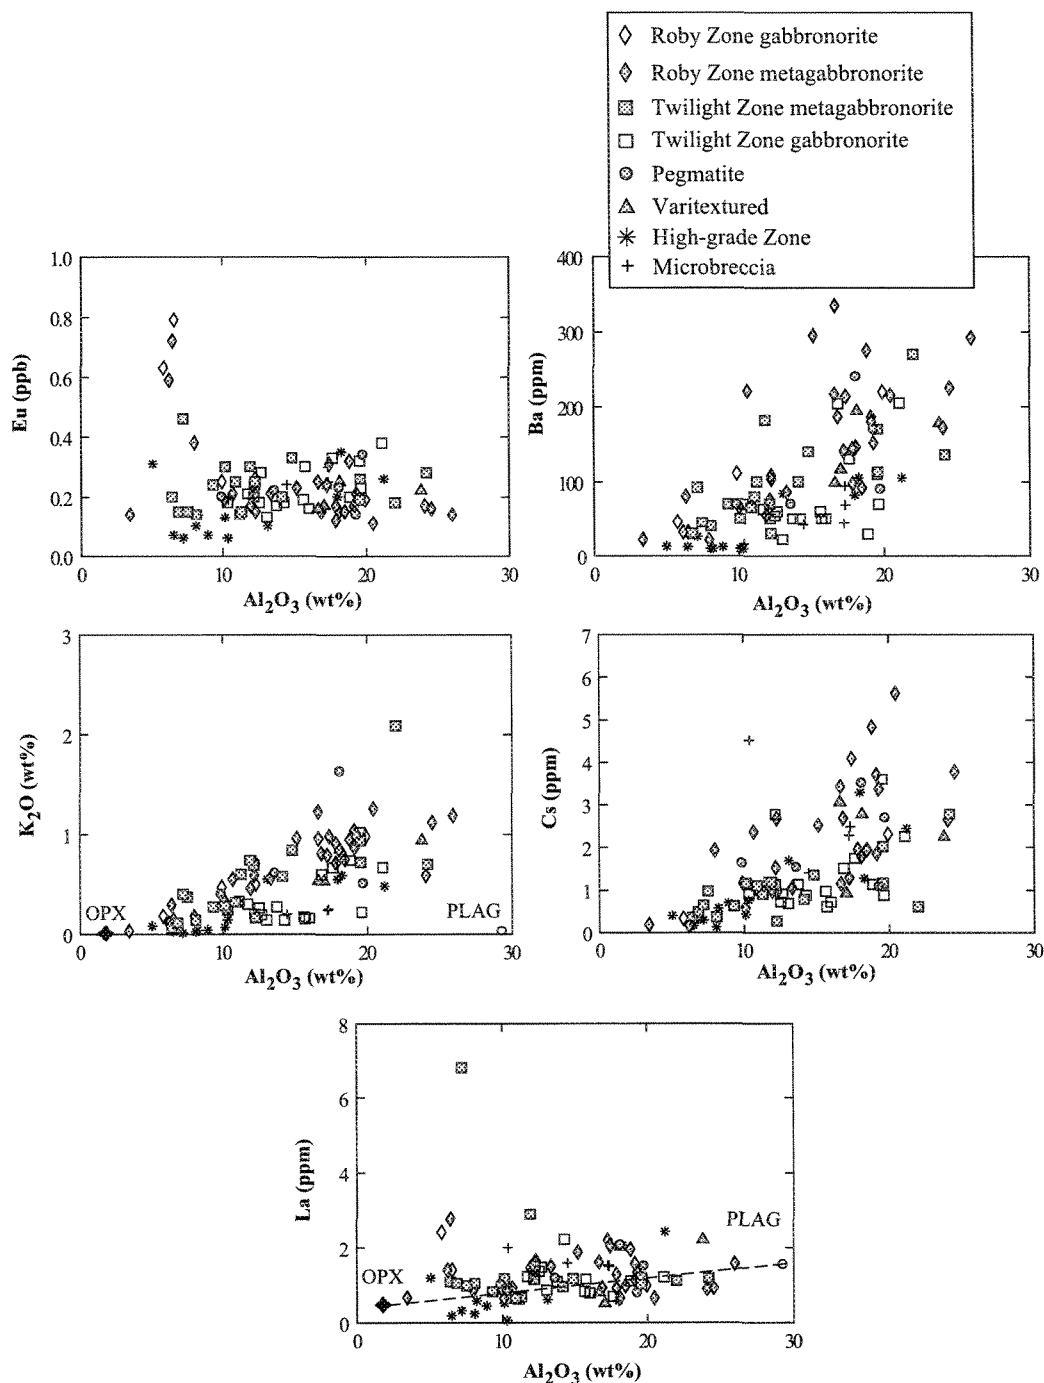 Roby Zone gabbronorite
Roby Zone metagabbronorite
Twilight Zone metagabbronorite
Twilight Zone gabbronorite
Pegmatite
Varitextured
High-grade Zone
Microbreccia
1.0
0.8
0.6
0.4
0.2
0.0
Eu (ppb)
0
10
20
30
Al2O3 (wt%)
400
300
200
100
0
Ba (ppm)
0
10
20
30
Al2O3 (wt%)
3
2
1
0
K2O (wt%)
OPX
PLAG
0
10
20
30
Al2O3 (wt%)
7
6
5
4
3
2
1
0
Cs (ppm)
0
10
20
30
Al2O3 (wt%)
8
6
4
2
0
La (ppm)
OPX
PLAG
0
10
20
30
Al2O3 (wt%)